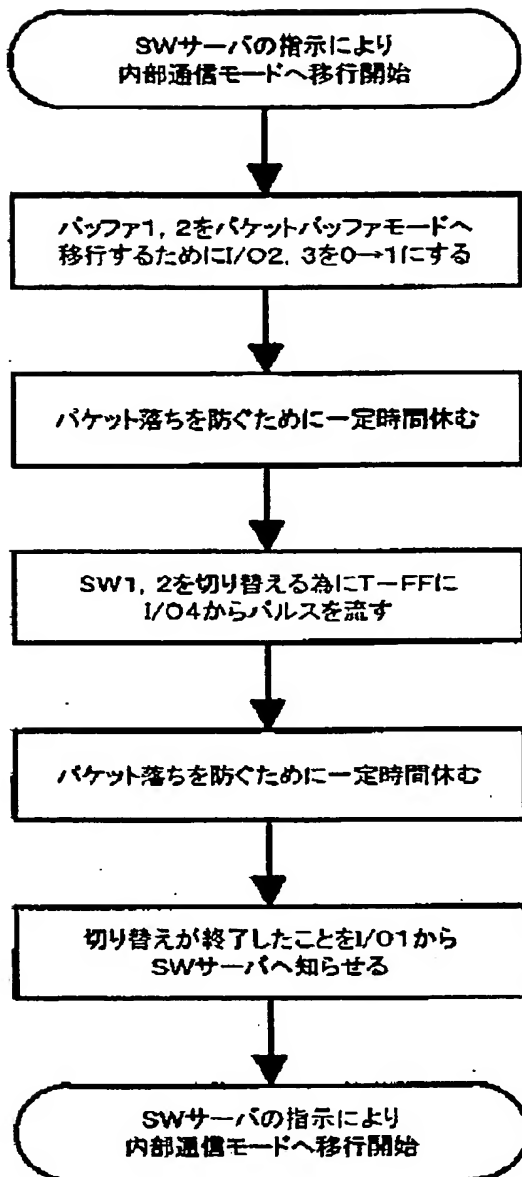 SWサーバの指示により
内部通信モードへ移行開始
バッファ1, 2をパケットバッファモードへ
移行するためにI/O2, 3を0→1にする
パケット落ちを防ぐために一定時間休む
SW1, 2を切り替える為にT-FFに
I/O4からパルスを流す
パケット落ちを防ぐために一定時間休む
切り替えが終了したことをI/O1から
SWサーバへ知らせる
SWサーバの指示により
内部通信モードへ移行開始